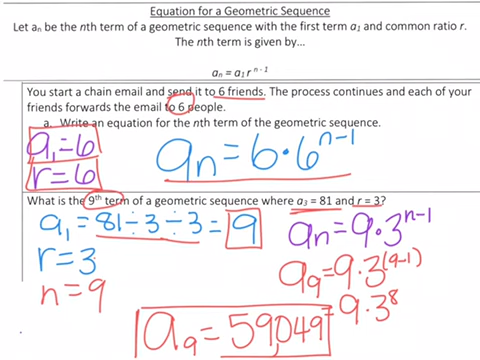 Equation for a Geometric Sequence
Let aₙ be the nth term of a geometric sequence with the first term a₁ and common ratio r.
The nth term is given by...
aₙ = a₁ r ⁿ⁻¹
You start a chain email and send it to 6 friends. The process continues and each of your
friends forwards the email to 6 people.
a. Write an equation for the nth term of the geometric sequence.
a₁=6
r=6
aₙ=6·6ⁿ⁻¹
What is the 9ᵗʰ term of a geometric sequence where a₃ = 81 and r = 3?
a₁=81÷3÷3=9
r=3
n=9
aₙ=9·3ⁿ⁻¹
a₉=9·3⁽⁹⁻¹⁾
=9·3⁸
a₉=59,049